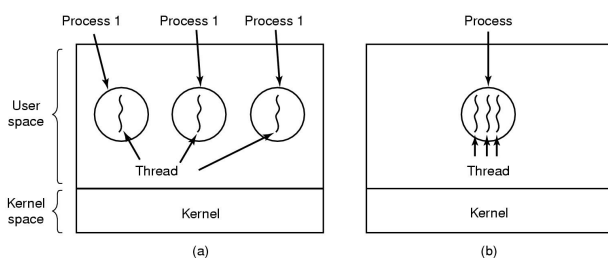 Process 1 Process 1 Process 1
Process
User
space
Thread
Thread
Kernel
space
Kernel
Kernel
(a)
(b)